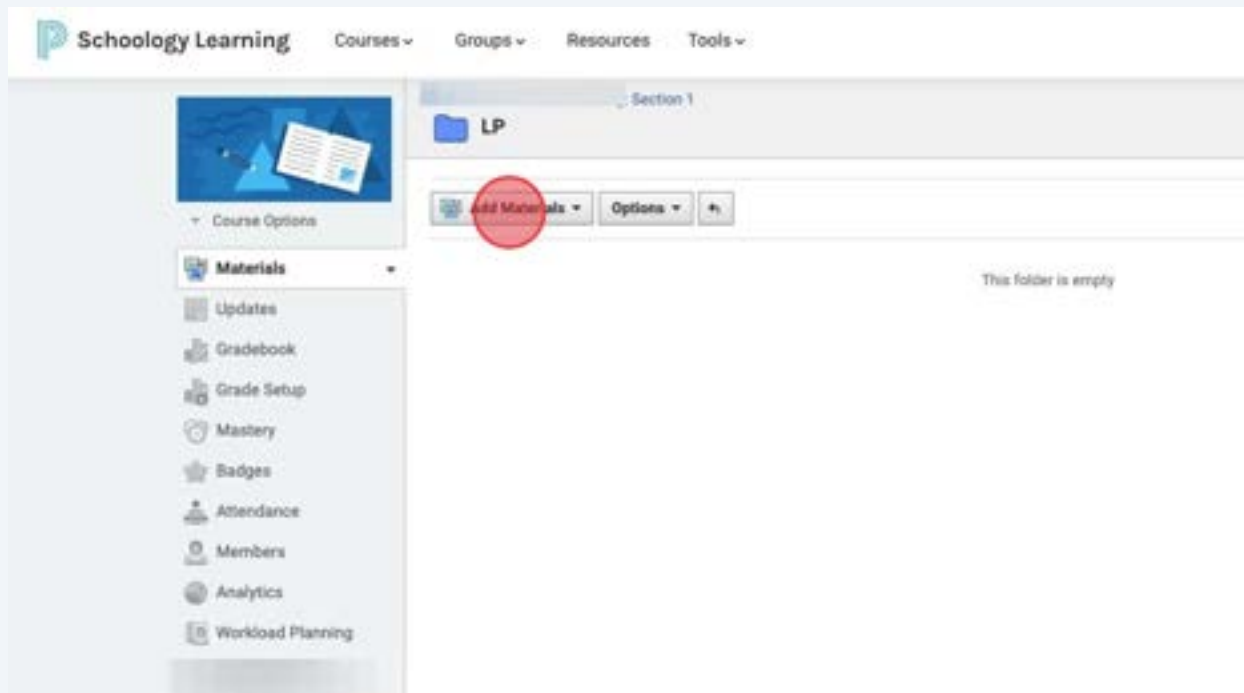 Schoology Learning Courses Groups Resources Tools
Section 1
LP
Add Materials Options
Course Options
This folder is empty
Materials
Updates
Gradebook
Grade Setup
Mastery
Badges
Attendance
Members
Analytics
Workload Planning